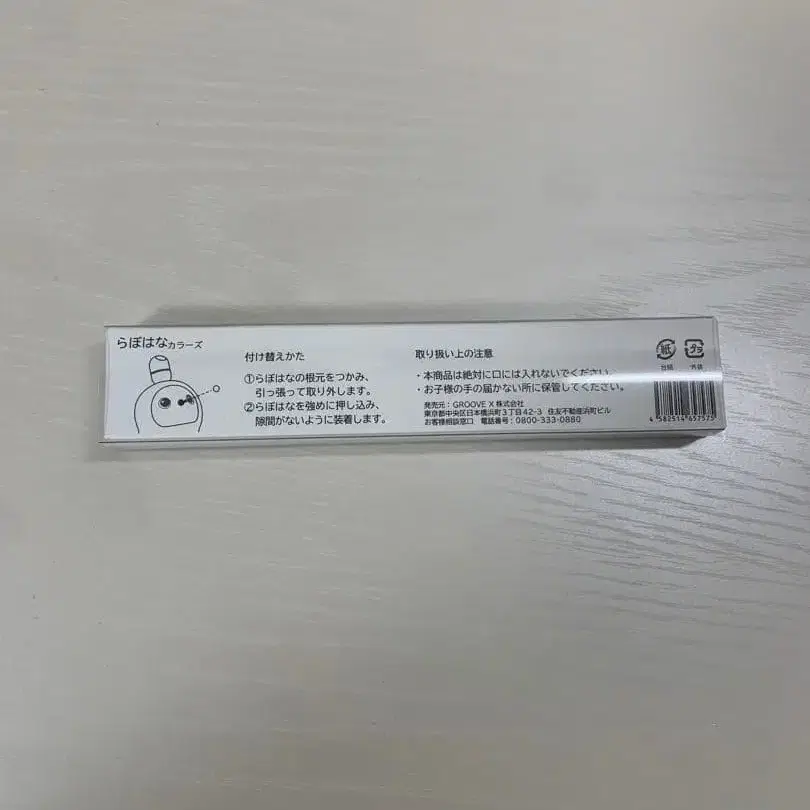 らぼはなカラーズ
付け替えかた
①らぼはなの根元をつかみ、
引っ張って取り外します。
②らぼはなを強めに押し込み、
隙間がないように装着します。
取り扱い上の注意
・本商品は絶対に口には入れないでください。
・お子様の手の届かない所に保管してください。
発売元:GROOVE X 株式会社
東京都中央区日本橋浜町3丁目42-3 住友不動産浜町ビル
お客様相談窓口 電話番号:0800-333-0880
紙
台紙
プラ
外装
4 582514 657575